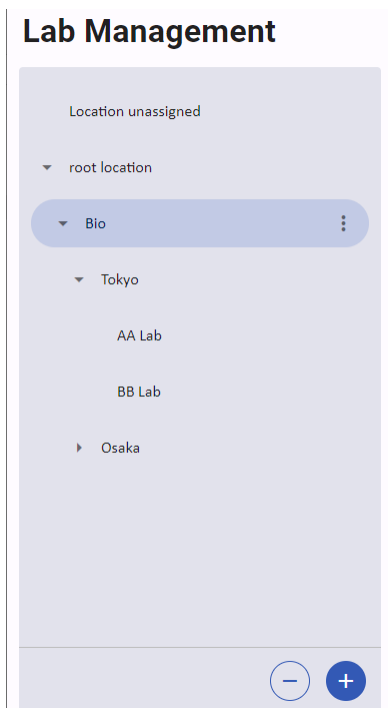 Lab Management
Location unassigned
root location
Bio
Tokyo
AA Lab
BB Lab
Osaka